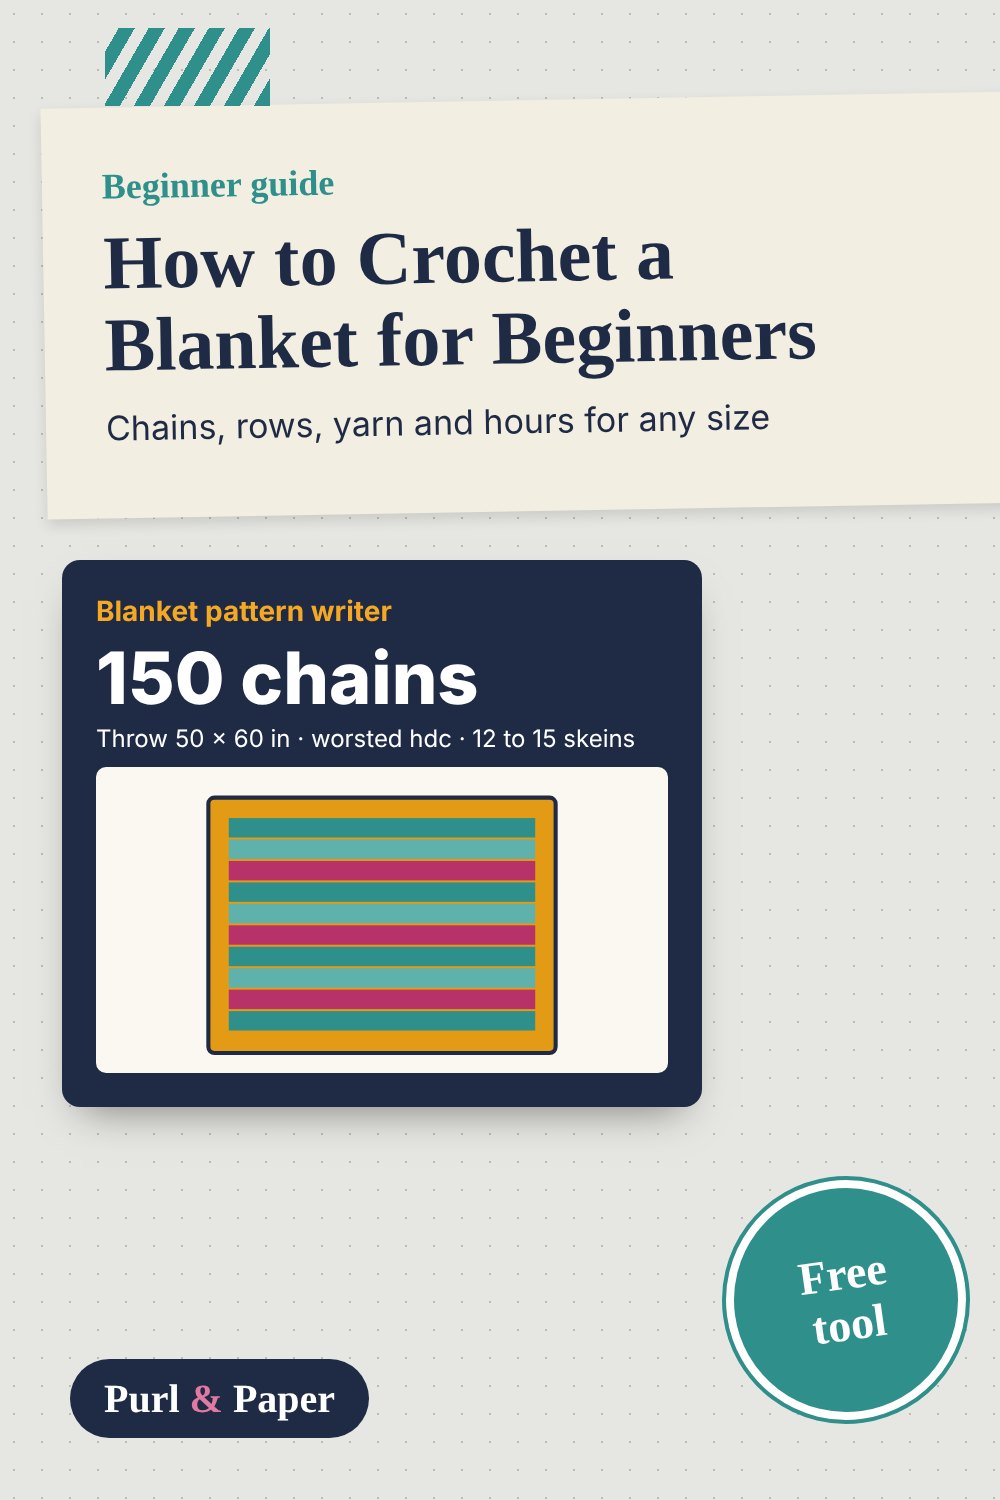 Beginner guide
How to Crochet a
Blanket for Beginners
Chains, rows, yarn and hours for any size
Blanket pattern writer
150 chains
Throw 50 × 60 in · worsted hdc · 12 to 15 skeins
Free
tool
Purl & Paper